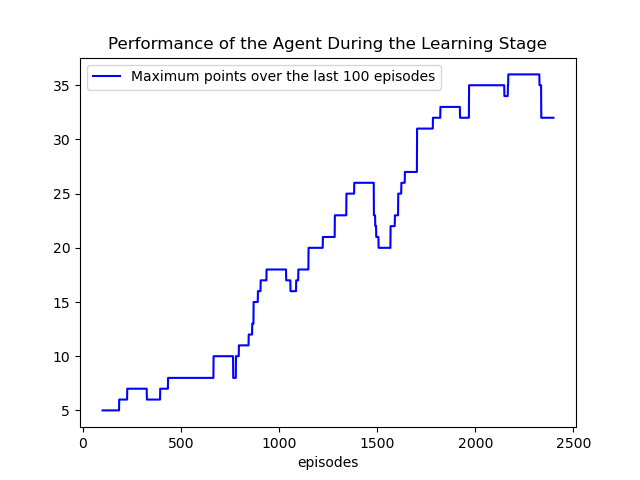 Performance of the Agent During the Learning Stage
Maximum points over the last 100 episodes
35
30
25
20
15
10
5
0 500 1000 1500 2000 2500
episodes